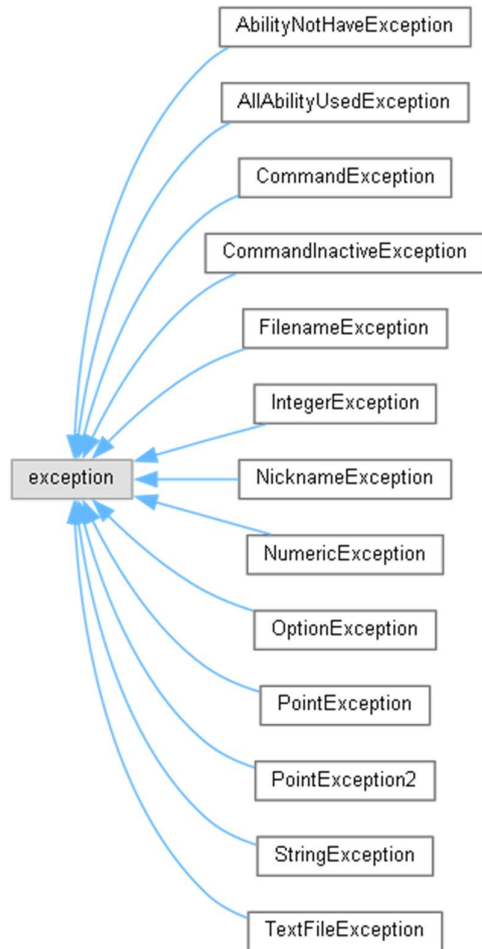 AbilityNotHaveException
AllAbilityUsedException
CommandException
CommandInactiveException
FilenameException
IntegerException
exception
NicknameException
NumericException
OptionException
PointException
PointException2
StringException
TextFileException